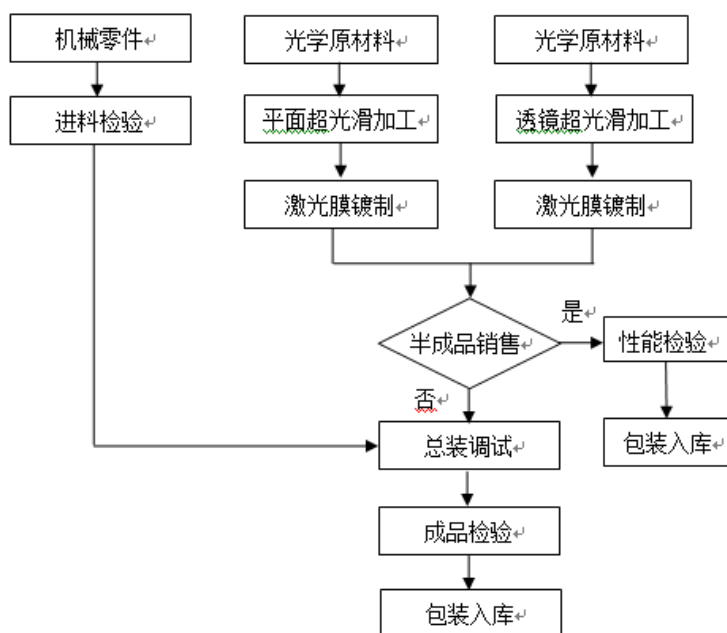 机械零件
光学原材料
光学原材料
进料检验
平面超光滑加工
透镜超光滑加工
激光膜镀制
激光膜镀制
半成品销售
是
性能检验
否
总装调试
包装入库
成品检验
包装入库